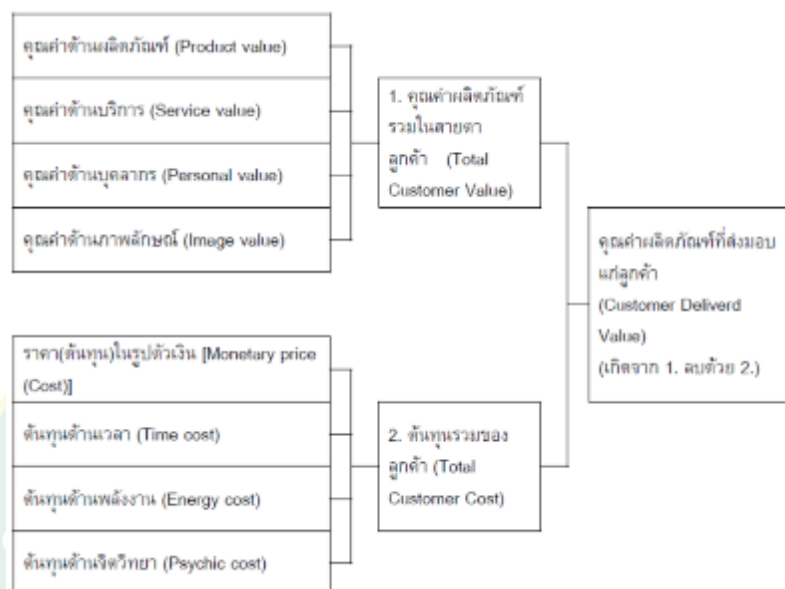 คุณค่าด้านผลิตภัณฑ์ (Product value)
คุณค่าด้านบริการ (Service value)
คุณค่าด้านบุคลากร (Personal value)
คุณค่าด้านภาพลักษณ์ (Image value)
1. คุณค่าผลิตภัณฑ์
รวมในสายตา
ลูกค้า (Total
Customer Value)
ราคา(ต้นทุน)ในรูปตัวเงิน [Monetary price
(Cost)]
ต้นทุนด้านเวลา (Time cost)
ต้นทุนด้านพลังงาน (Energy cost)
ต้นทุนด้านจิตวิทยา (Psychic cost)
2. ต้นทุนรวมของ
ลูกค้า (Total
Customer Cost)
คุณค่าผลิตภัณฑ์ที่ส่งมอบ
แก่ลูกค้า
(Customer Deliverd
Value)
(เกิดจาก 1. ลบด้วย 2.)